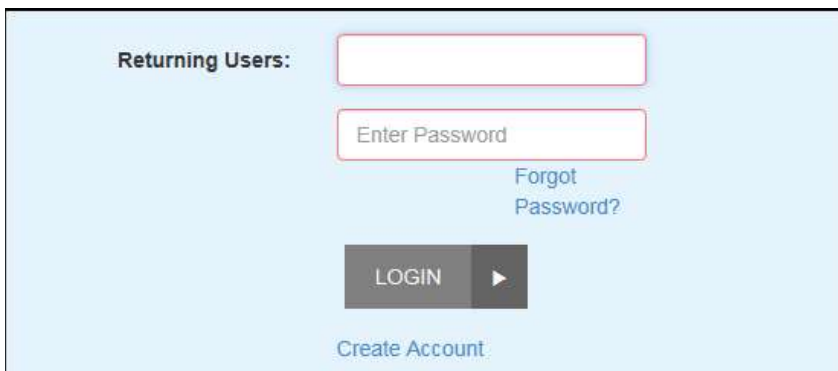 Returning Users:
Enter Password
Forgot
Password?
LOGIN
Create Account